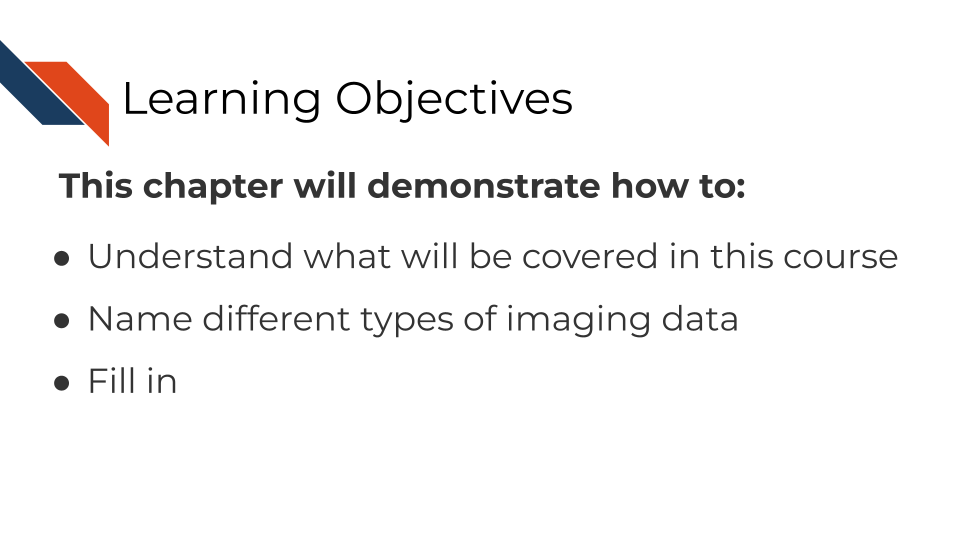 Learning Objectives
This chapter will demonstrate how to:
● Understand what will be covered in this course
● Name different types of imaging data
● Fill in